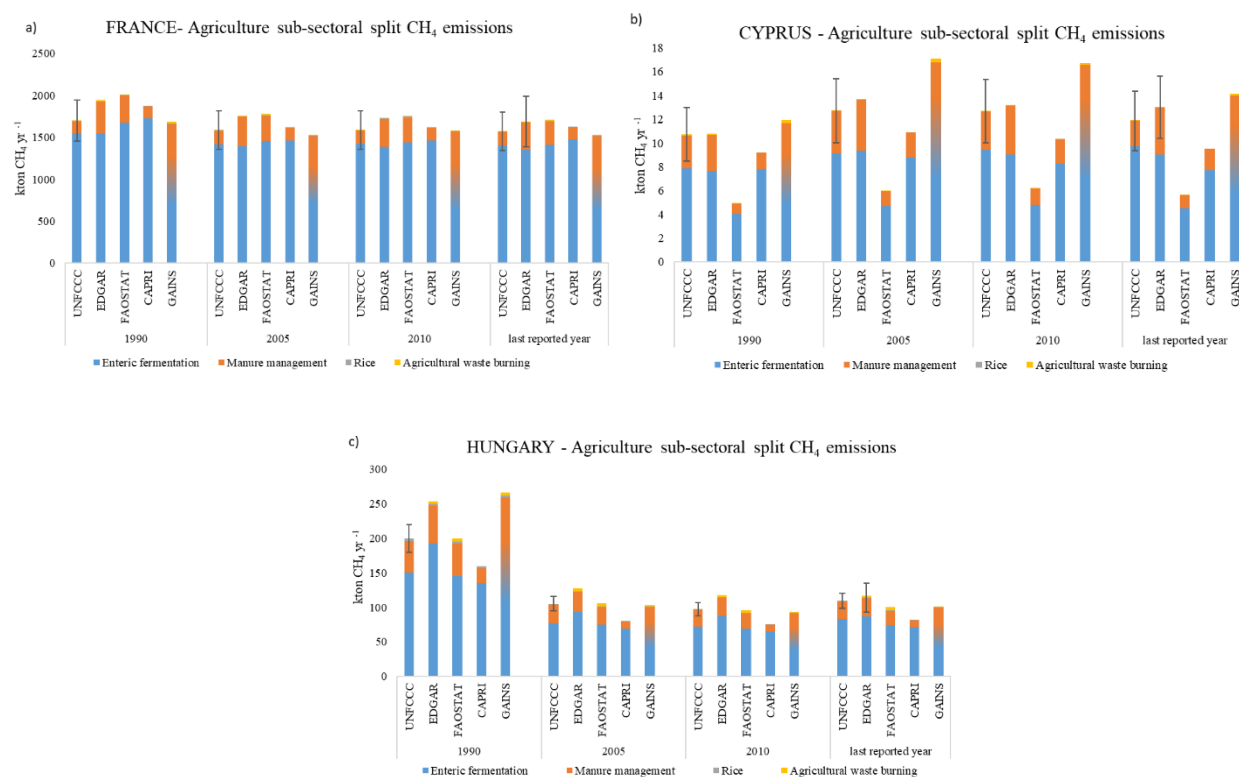 a)
FRANCE- Agriculture sub-sectoral split CH4 emissions
kton CH4 yr -1
2500
2000
1500
1000
500
0
UNFCCC
EDGAR
FAOSTAT
CAPRI
GAINS
UNFCCC
EDGAR
FAOSTAT
CAPRI
GAINS
UNFCCC
EDGAR
FAOSTAT
CAPRI
GAINS
UNFCCC
EDGAR
FAOSTAT
CAPRI
GAINS
1990 2005 2010 last reported year
Enteric fermentation Manure management Rice Agricultural waste burning
b)
CYPRUS - Agriculture sub-sectoral split CH4 emissions
kton CH4 yr -1
18
16
14
12
10
8
6
4
2
0
UNFCCC
EDGAR
FAOSTAT
CAPRI
GAINS
UNFCCC
EDGAR
FAOSTAT
CAPRI
GAINS
UNFCCC
EDGAR
FAOSTAT
CAPRI
GAINS
UNFCCC
EDGAR
FAOSTAT
CAPRI
GAINS
1990 2005 2010 last reported year
Enteric fermentation Manure management Rice Agricultural waste burning
c)
HUNGARY - Agriculture sub-sectoral split CH4 emissions
kton CH4 yr -1
300
250
200
150
100
50
0
UNFCCC
EDGAR
FAOSTAT
CAPRI
GAINS
UNFCCC
EDGAR
FAOSTAT
CAPRI
GAINS
UNFCCC
EDGAR
FAOSTAT
CAPRI
GAINS
UNFCCC
EDGAR
FAOSTAT
CAPRI
GAINS
1990 2005 2010 last reported year
Enteric fermentation Manure management Rice Agricultural waste burning